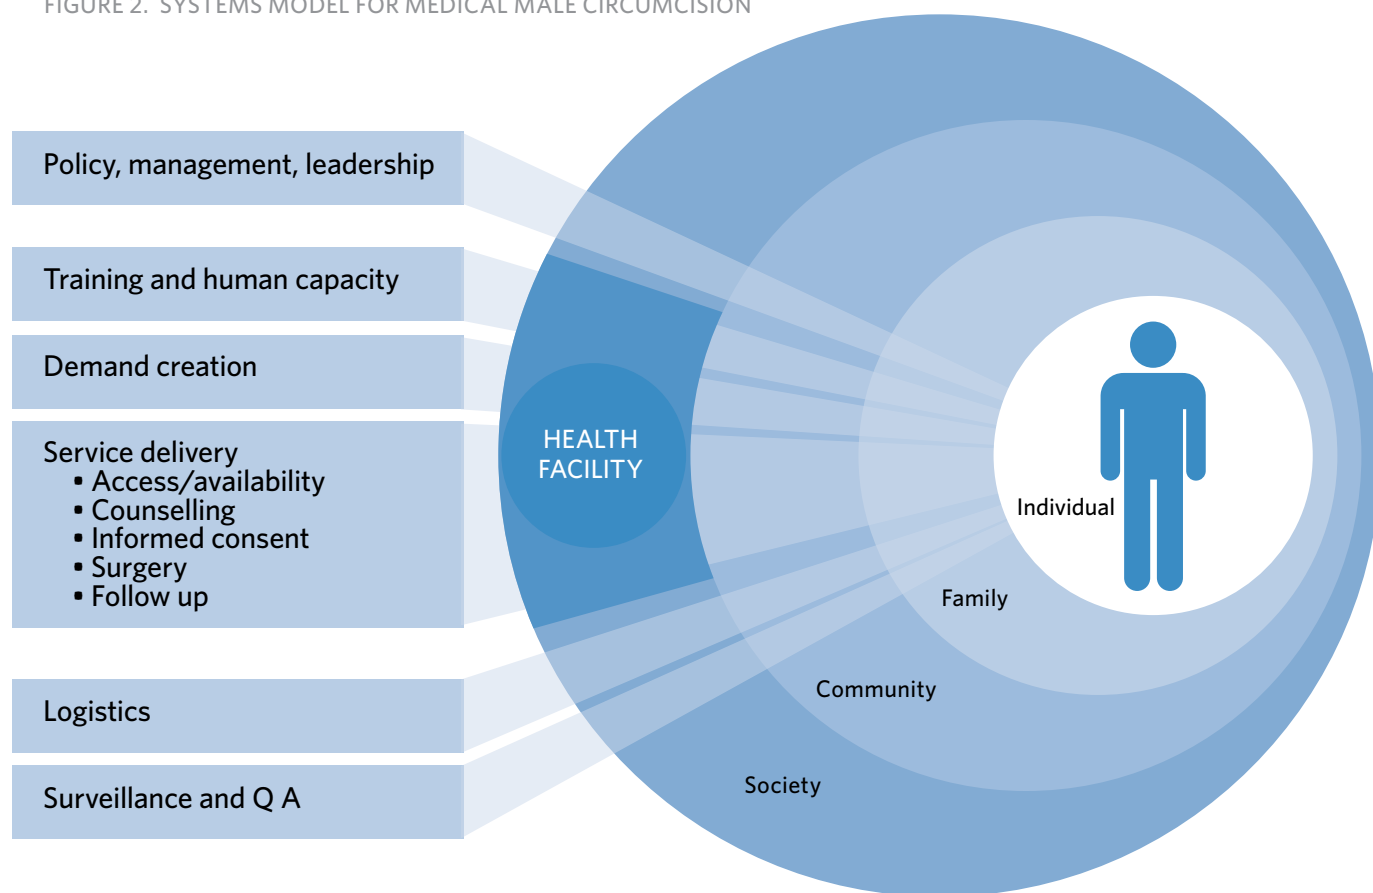 FIGURE 2. SYSTEMS MODEL FOR MEDICAL MALE CIRCUMCISION
Policy, management, leadership
Training and human capacity
Demand creation
Service delivery
• Access/availability
• Counselling
• Informed consent
• Surgery
• Follow up
Logistics
Surveillance and Q A
HEALTH
FACILITY
Individual
Family
Community
Society